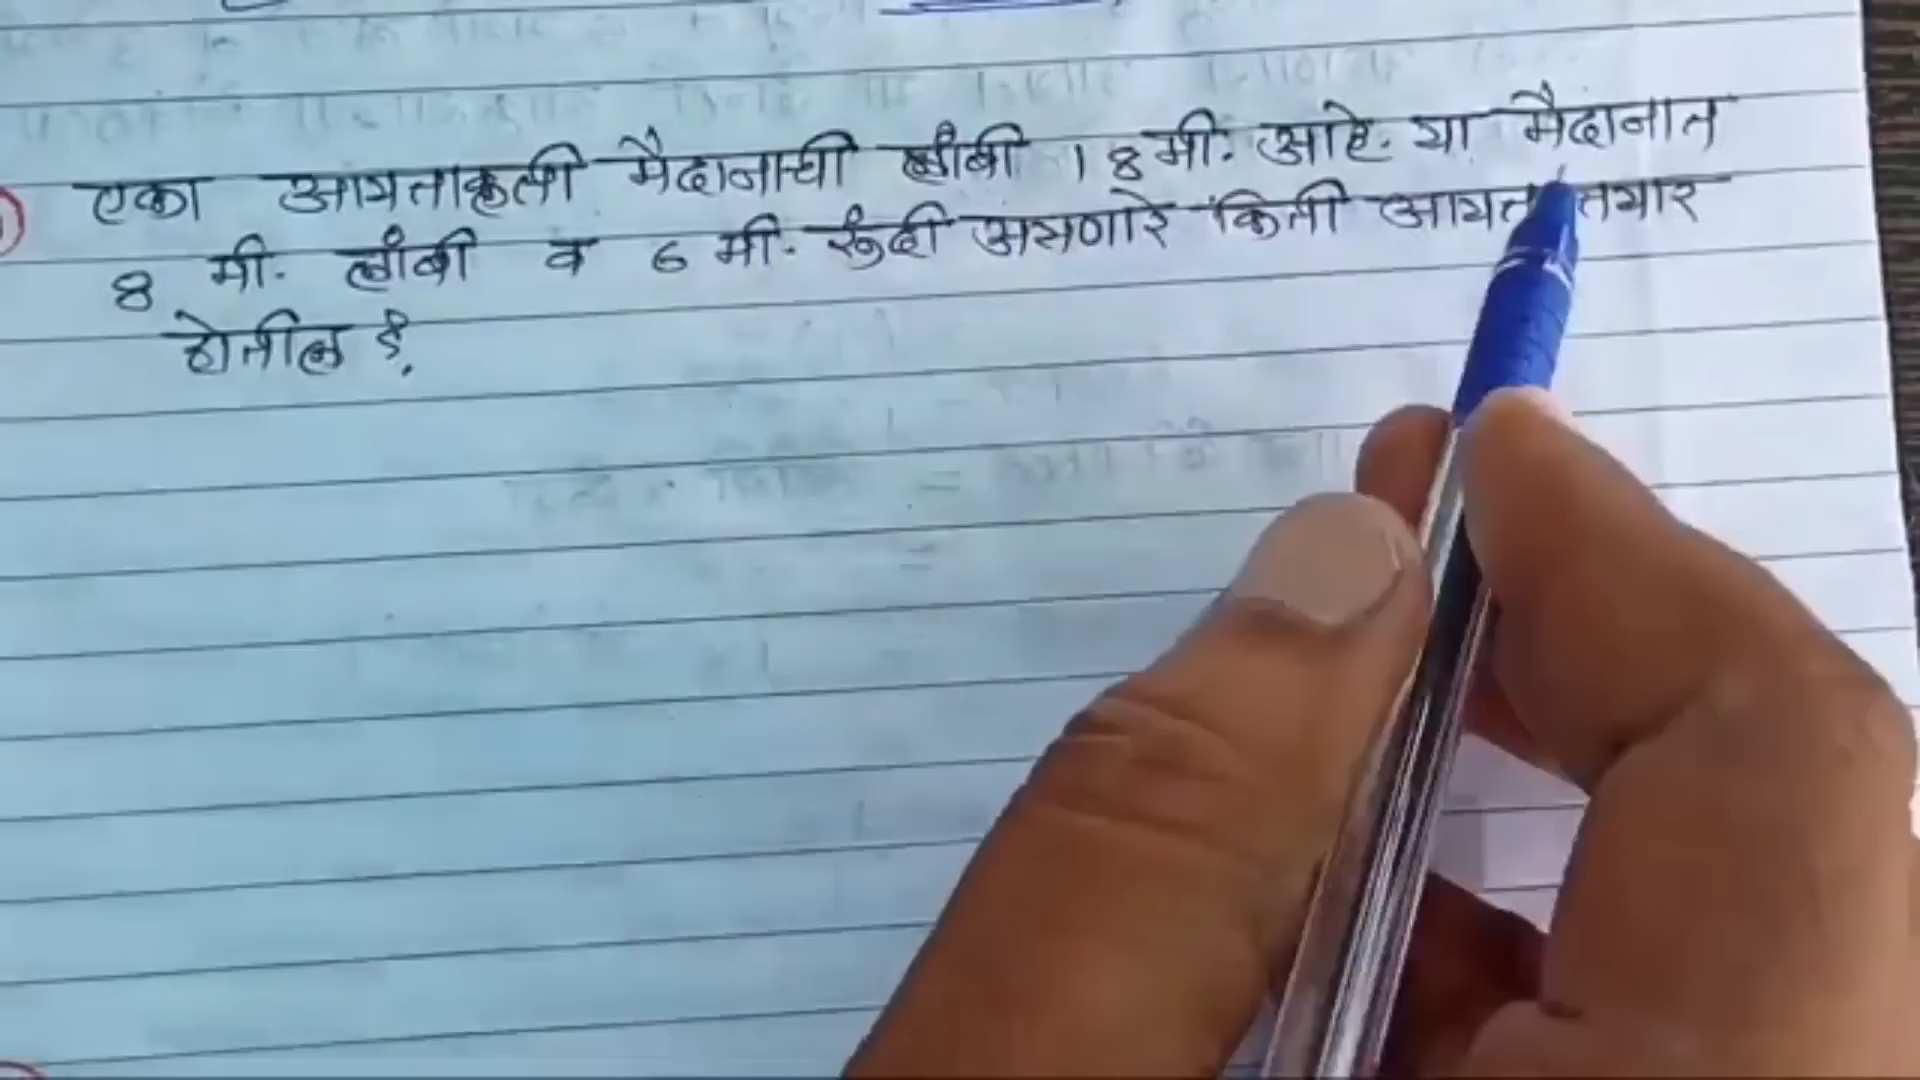 एका आयताकृती मैदानाची लांबी 18 मी. आहे. या मैदानात
8 मी. लांबी व 6 मी. रुंदी असणारे किती आयत तयार
होतील ?